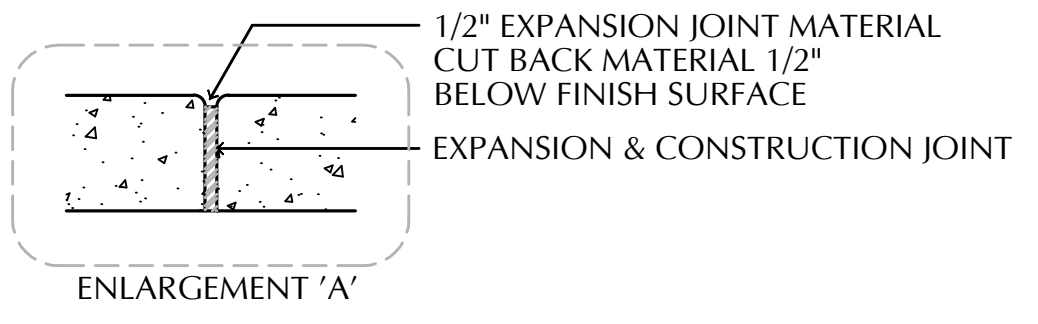 1/2" EXPANSION JOINT MATERIAL
CUT BACK MATERIAL 1/2"
BELOW FINISH SURFACE
EXPANSION & CONSTRUCTION JOINT
ENLARGEMENT 'A'